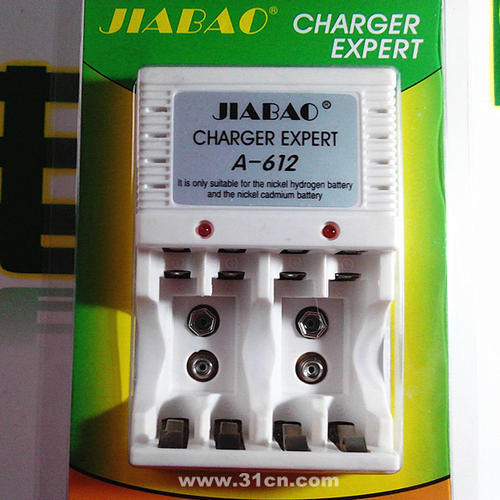 JIABAO® CHARGER
EXPERT
JIABAO®
CHARGER EXPERT
A-612
It is only suitable for the nickel hydrogen battery
and the nickel cadmium battery
www.31cn.com